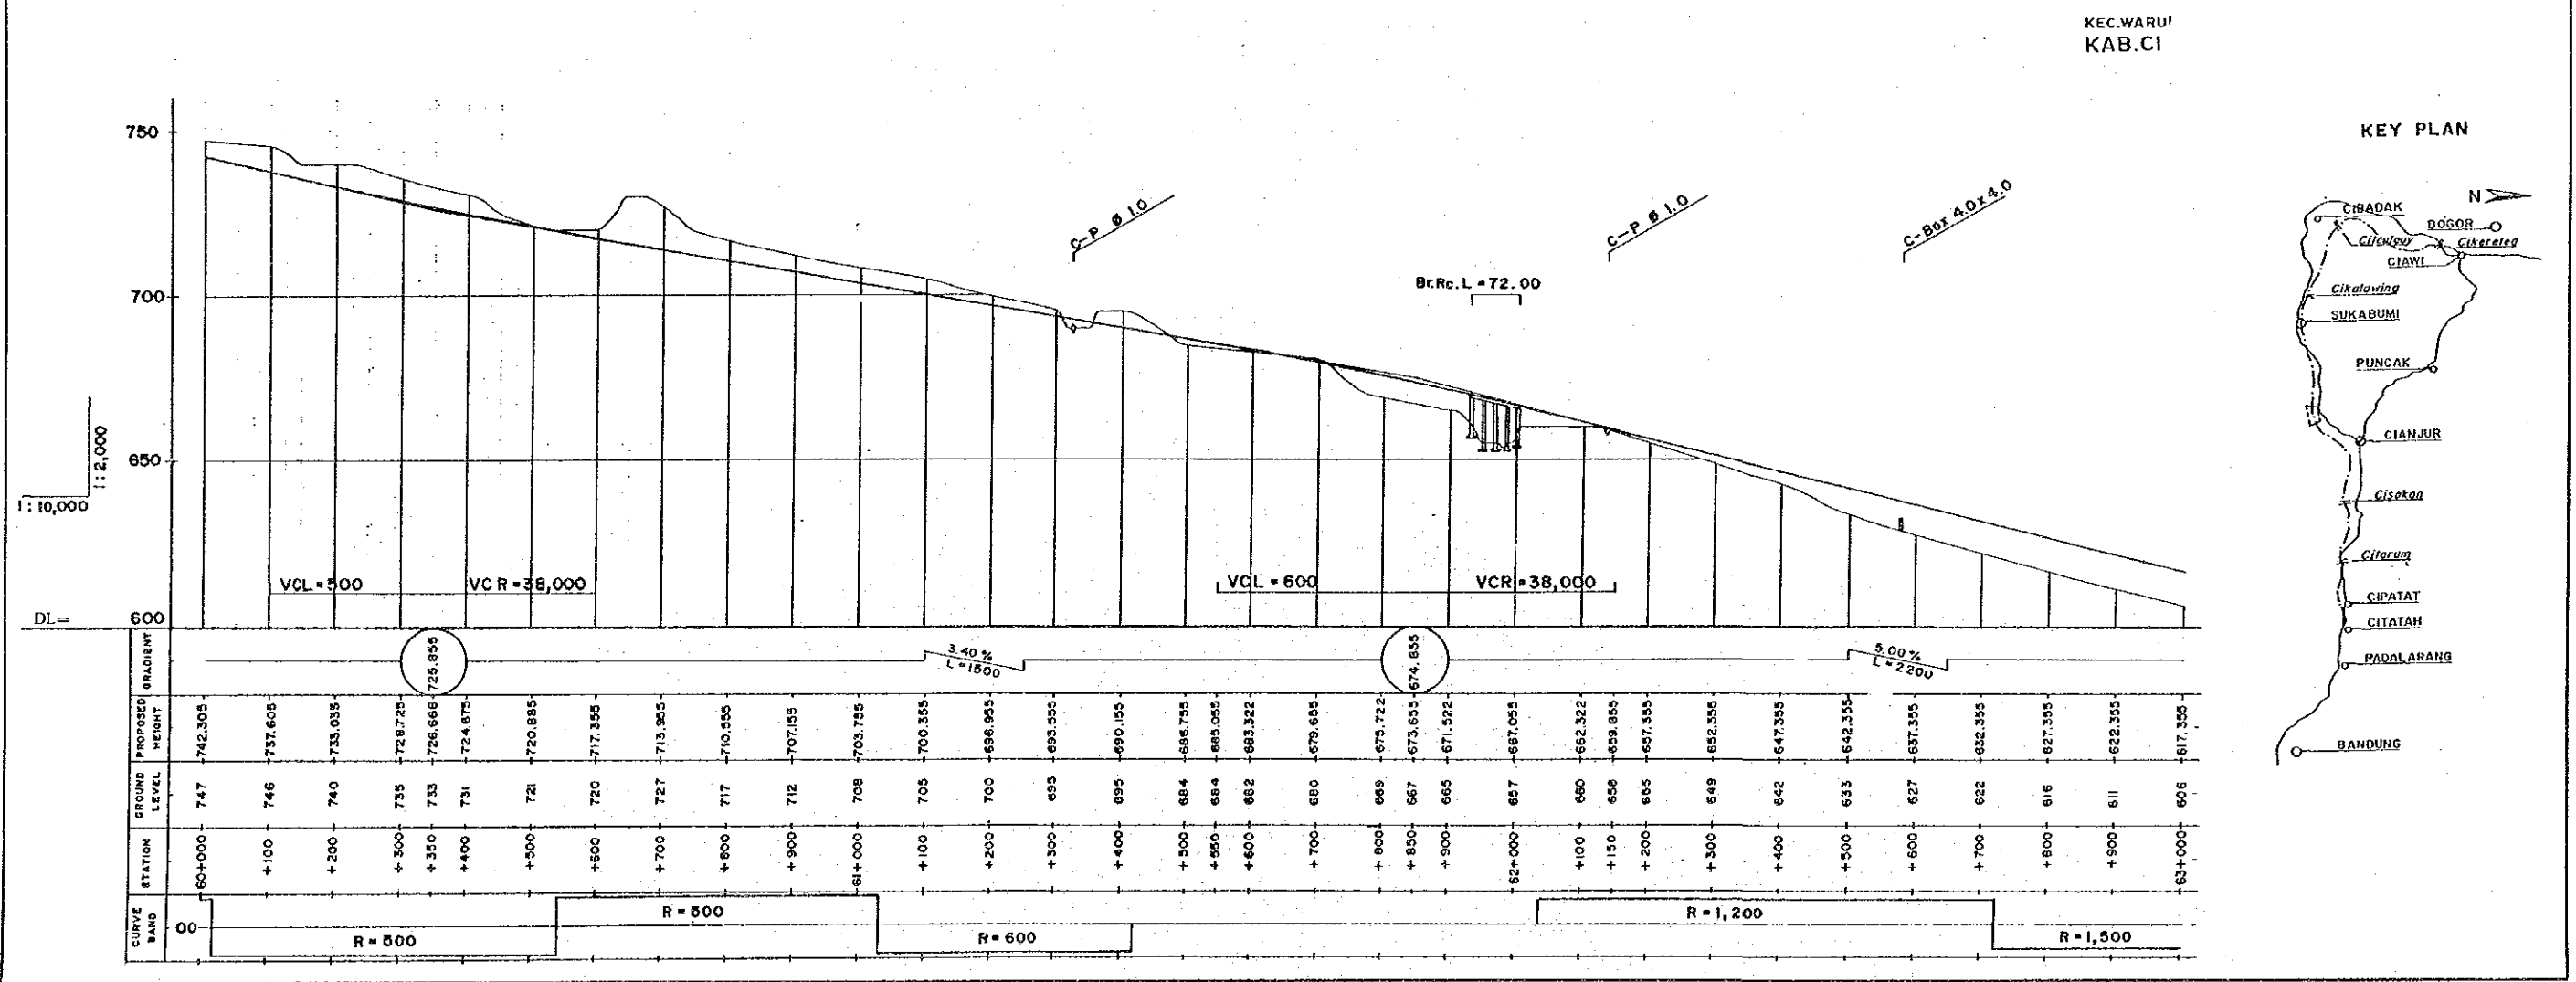 KEC.WARU
KAB.CI
KEY PLAN
N
CIBADAK
BOGOR
Cikereteg
CIAWI
Cikalowing
SUKABUMI
PUNCAK
CIANJUR
Cisokan
Citarum
CIPATAT
CITATAH
PADALARANG
BANDUNG
750
700
650
600
1:2,000
1:10,000
DL=
C-P Ø 1.0
C-P Ø 1.0
C-Box 4.0x4.0
Br.Rc.L=72.00
VCL=500
VCR=38,000
VCL=600
VCR=38,000
GRADIENT
725.855
3.40%
L=1500
674.855
5.00%
L=2200
PROPOSED HEIGHT
742.305 737.605 733.035 728.725 726.666 724.675 720.885 717.355 713.955 710.555 707.155 703.755 700.355 696.955 693.555 690.155 686.755 685.055 683.322 679.655 675.722 673.655 671.522 667.055 662.322 659.855 657.355 652.355 647.355 642.355 637.355 632.355 627.355 622.355 617.355
GROUND LEVEL
747 746 740 735 733 731 721 720 727 717 712 708 705 700 695 695 684 684 682 680 669 667 665 657 660 658 655 649 642 633 627 622 616 611 606
STATION
60+000 +100 +200 +300 +350 +400 +500 +600 +700 +800 +900 61+000 +100 +200 +300 +400 +500 +550 +600 +700 +800 +850 +900 62+000 +100 +150 +200 +300 +400 +500 +600 +700 +800 +900 63+000
CURVE BAND
00
R=500
R=500
R=600
R=1,200
R=1,500